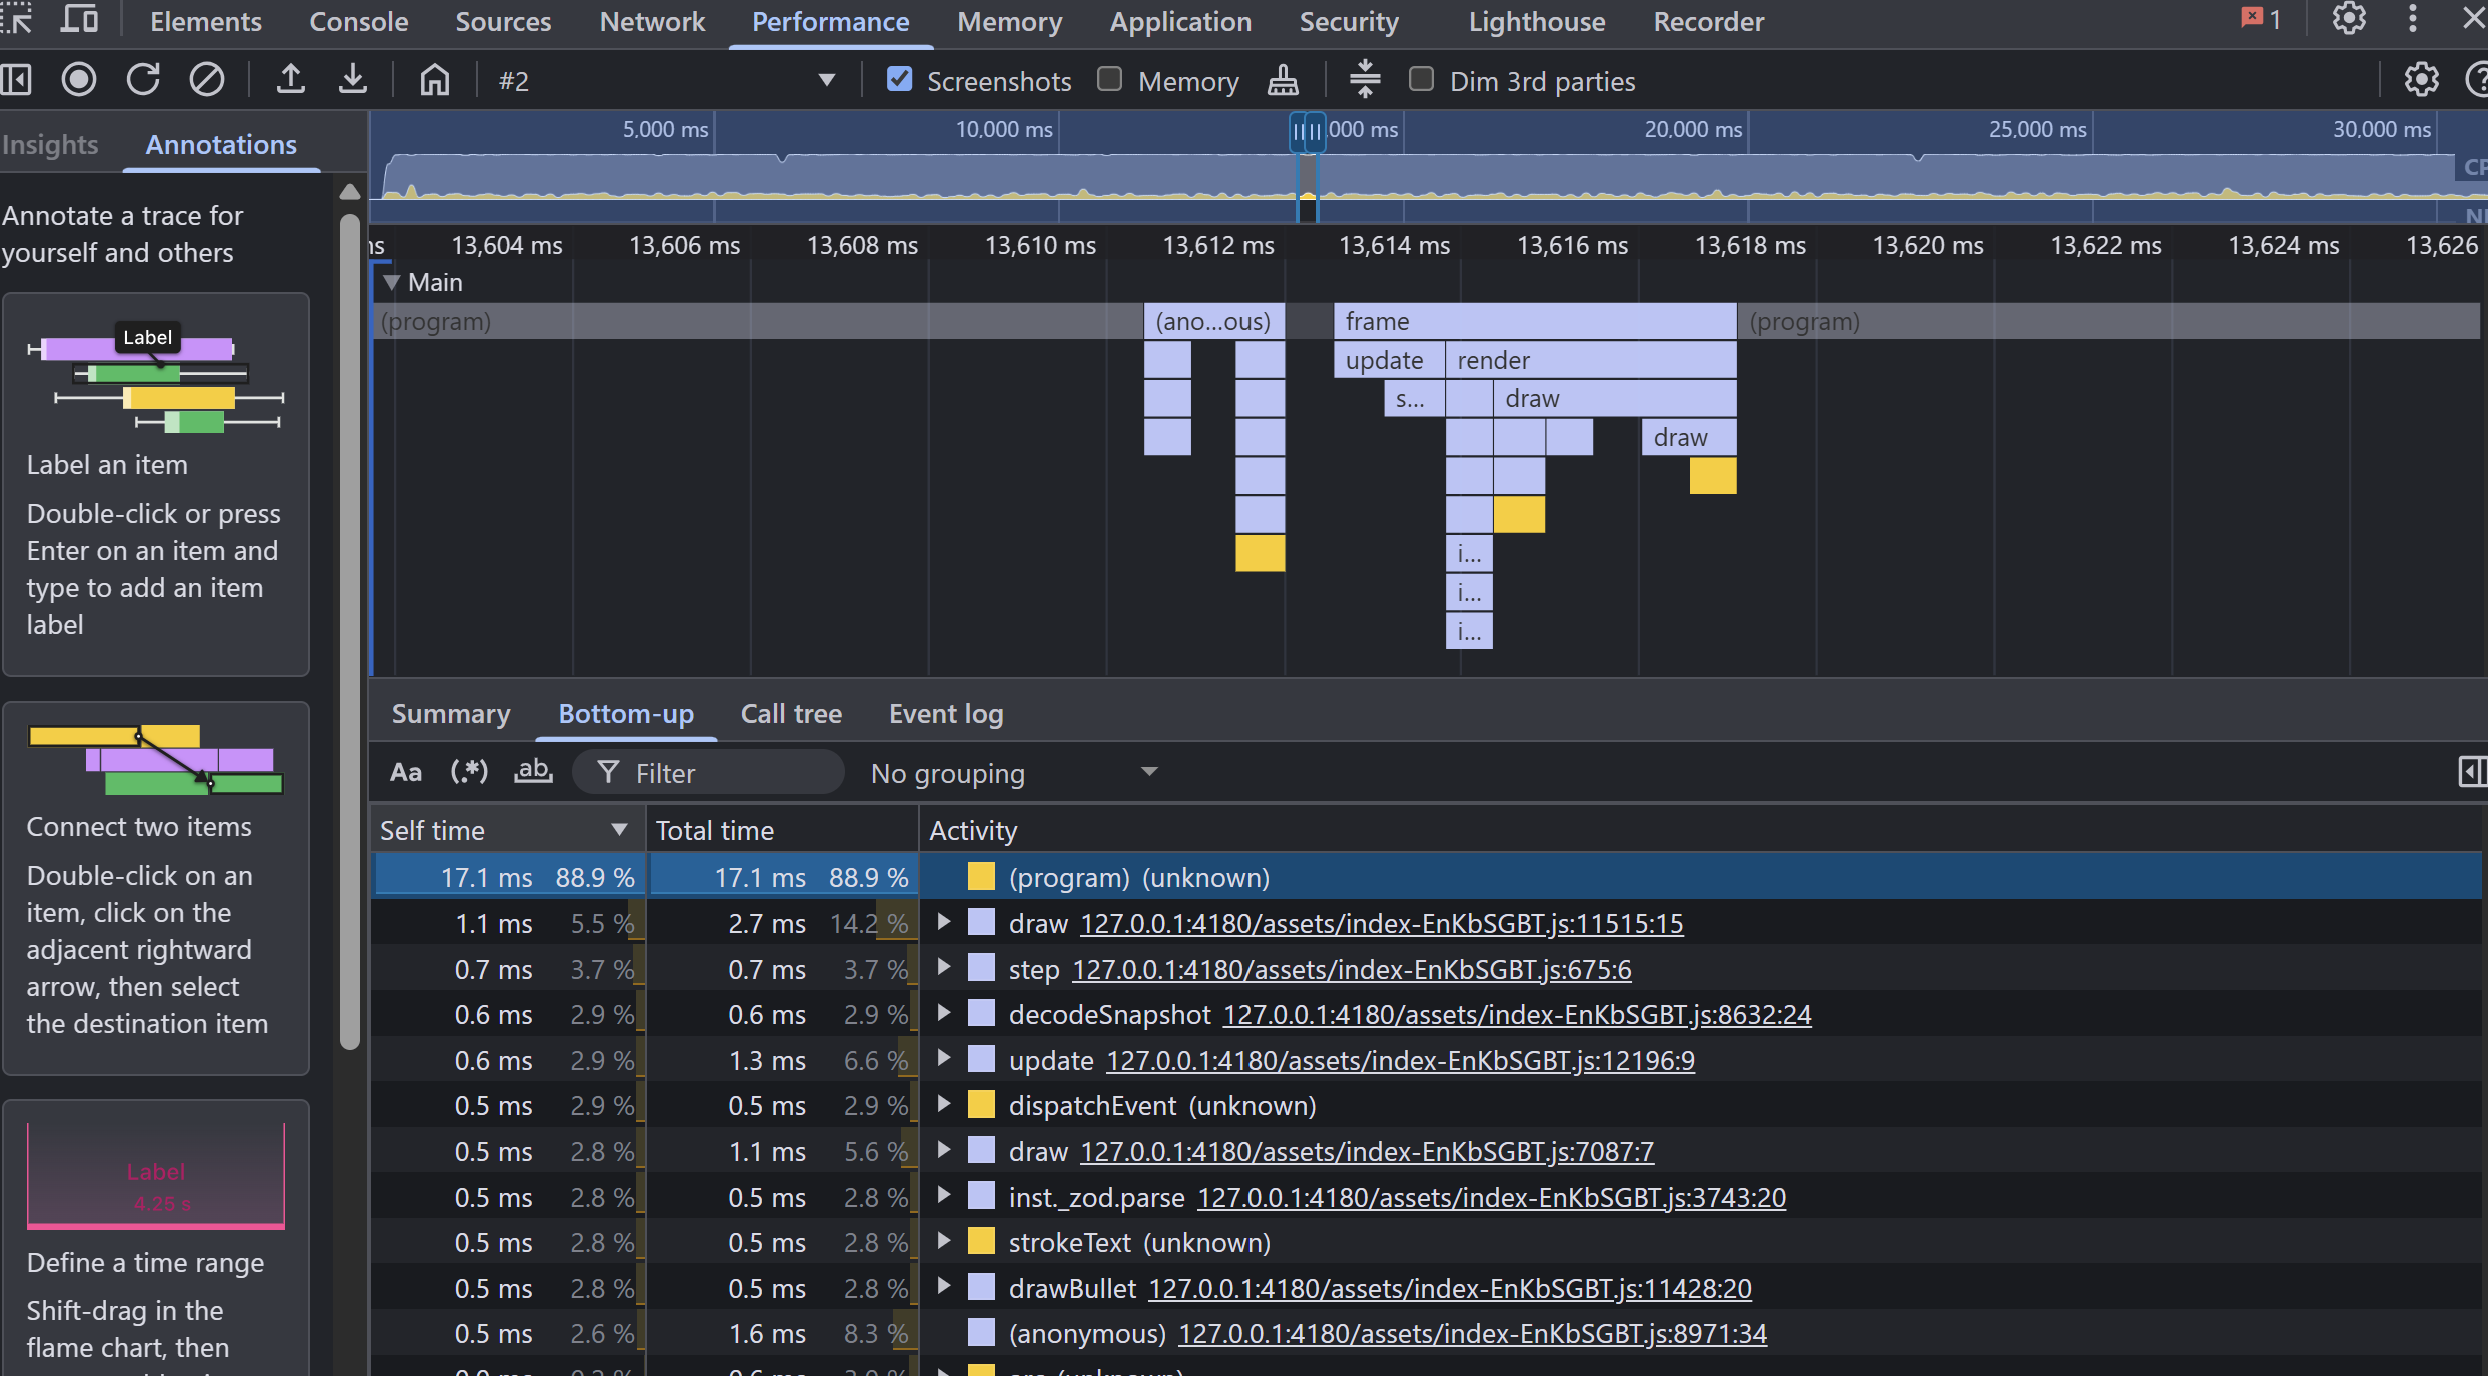 Elements Console Sources Network Performance Memory Application Security Lighthouse Recorder 1
#2 Screenshots Memory Dim 3rd parties
Insights Annotations
5,000 ms 10,000 ms 000 ms 20,000 ms 25,000 ms 30,000 ms
CP
Annotate a trace for
yourself and others
Label
Label an item
Double-click or press
Enter on an item and
type to add an item
label
Connect two items
Double-click on an
item, click on the
adjacent rightward
arrow, then select
the destination item
Label
4.25 s
Define a time range
Shift-drag in the
flame chart, then
ms 13,604 ms 13,606 ms 13,608 ms 13,610 ms 13,612 ms 13,614 ms 13,616 ms 13,618 ms 13,620 ms 13,622 ms 13,624 ms 13,626
Main
(program) (ano...ous) frame (program)
update render
s... draw
draw
i...
i...
i...
Summary Bottom-up Call tree Event log
Aa (.*) ab Filter No grouping
Self time Total time Activity
17.1 ms 88.9 % 17.1 ms 88.9 % (program) (unknown)
1.1 ms 5.5 % 2.7 ms 14.2 % draw 127.0.0.1:4180/assets/index-EnKbSGBT.js:11515:15
0.7 ms 3.7 % 0.7 ms 3.7 % step 127.0.0.1:4180/assets/index-EnKbSGBT.js:675:6
0.6 ms 2.9 % 0.6 ms 2.9 % decodeSnapshot 127.0.0.1:4180/assets/index-EnKbSGBT.js:8632:24
0.6 ms 2.9 % 1.3 ms 6.6 % update 127.0.0.1:4180/assets/index-EnKbSGBT.js:12196:9
0.5 ms 2.9 % 0.5 ms 2.9 % dispatchEvent (unknown)
0.5 ms 2.8 % 1.1 ms 5.6 % draw 127.0.0.1:4180/assets/index-EnKbSGBT.js:7087:7
0.5 ms 2.8 % 0.5 ms 2.8 % inst._zod.parse 127.0.0.1:4180/assets/index-EnKbSGBT.js:3743:20
0.5 ms 2.8 % 0.5 ms 2.8 % strokeText (unknown)
0.5 ms 2.8 % 0.5 ms 2.8 % drawBullet 127.0.0.1:4180/assets/index-EnKbSGBT.js:11428:20
0.5 ms 2.6 % 1.6 ms 8.3 % (anonymous) 127.0.0.1:4180/assets/index-EnKbSGBT.js:8971:34